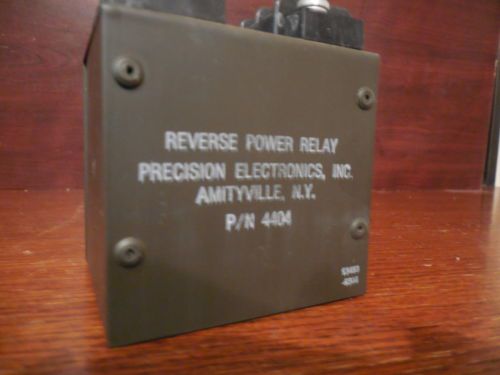 REVERSE POWER RELAY
PRECISION ELECTRONICS, INC.
AMITYVILLE, N.Y.
P/N 4404